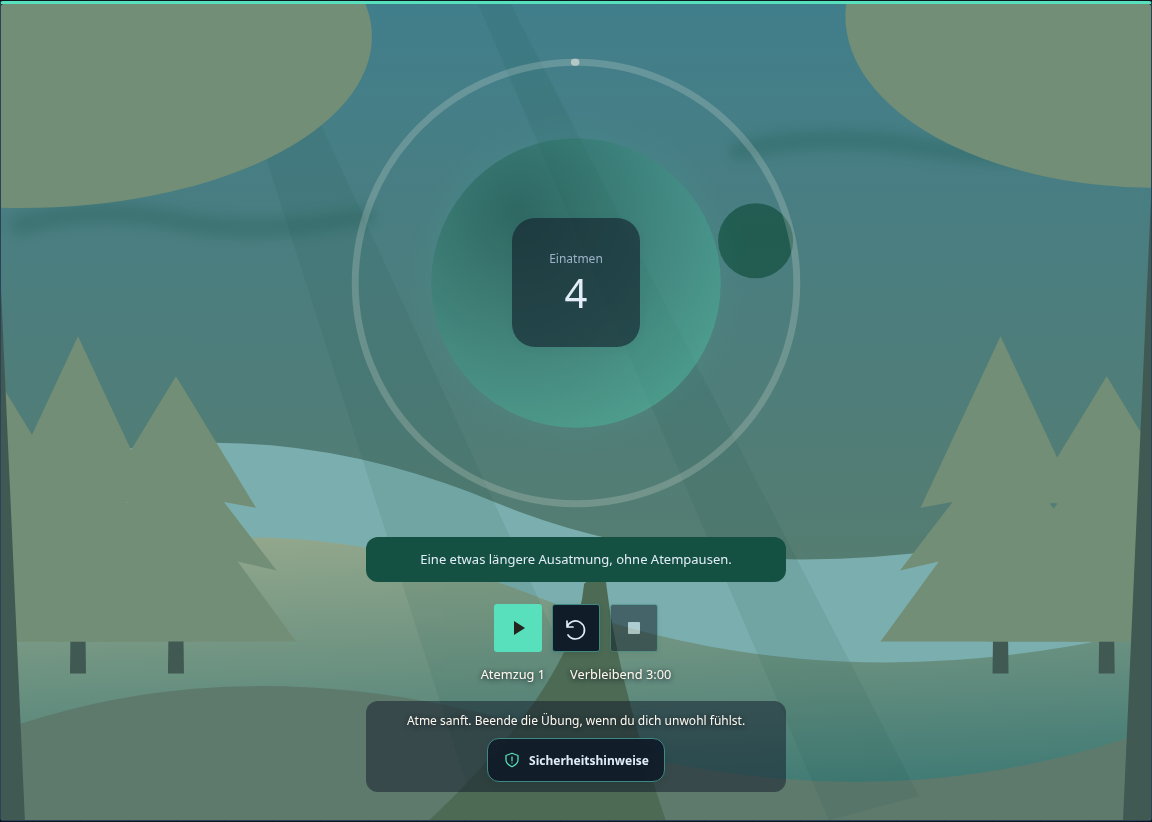 Einatmen
4
Eine etwas längere Ausatmung, ohne Atempausen.
Atemzug 1 Verbleibend 3:00
Atme sanft. Beende die Übung, wenn du dich unwohl fühlst.
Sicherheitshinweise